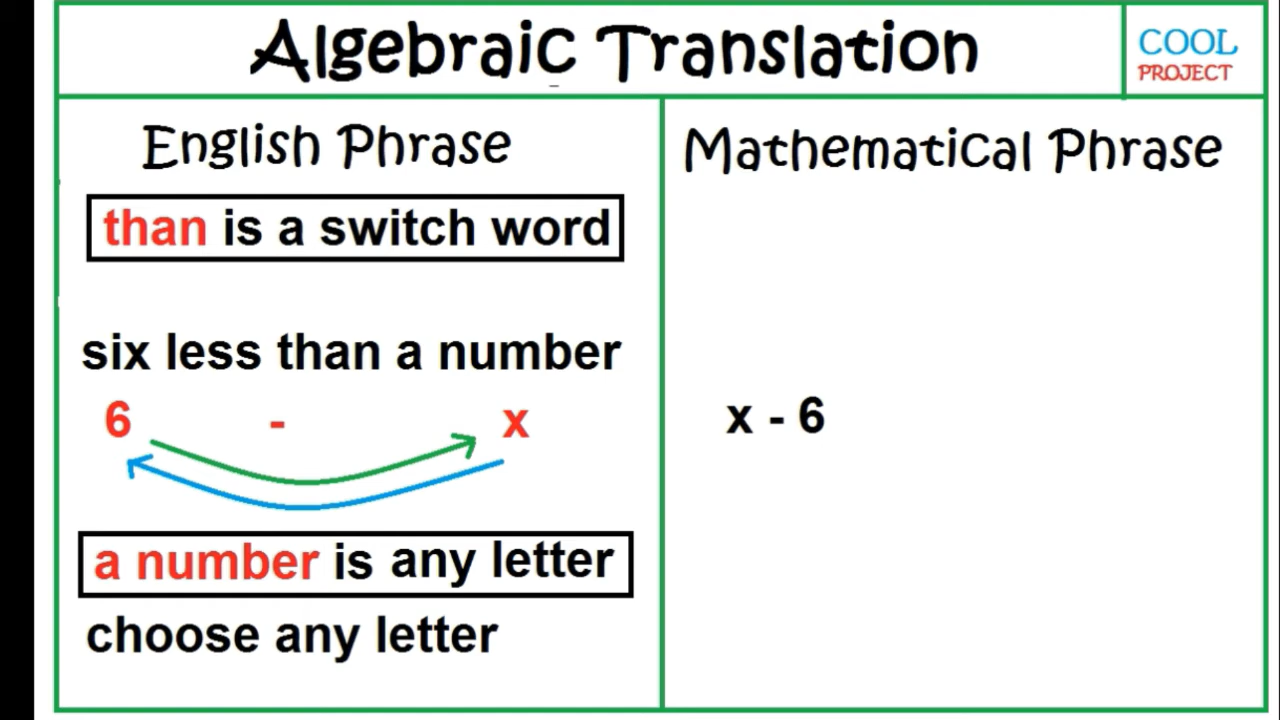 Algebraic Translation
COOL
PROJECT
English Phrase
than is a switch word
six less than a number
6 - x
a number is any letter
choose any letter
Mathematical Phrase
x - 6